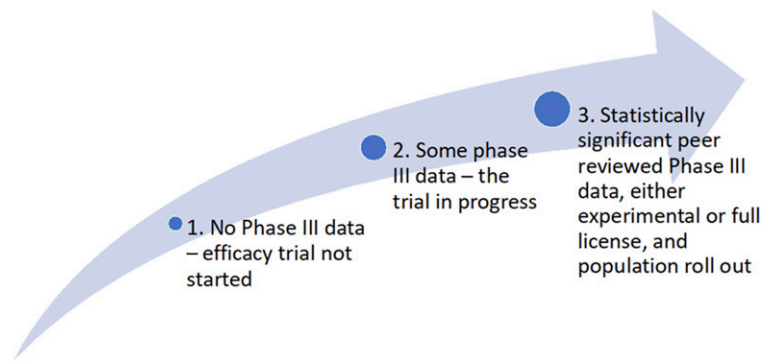 1. No Phase III data
– efficacy trial not
started
2. Some phase
III data – the
trial in progress
3. Statistically
significant peer
reviewed Phase III
data, either
experimental or full
license, and
population roll out